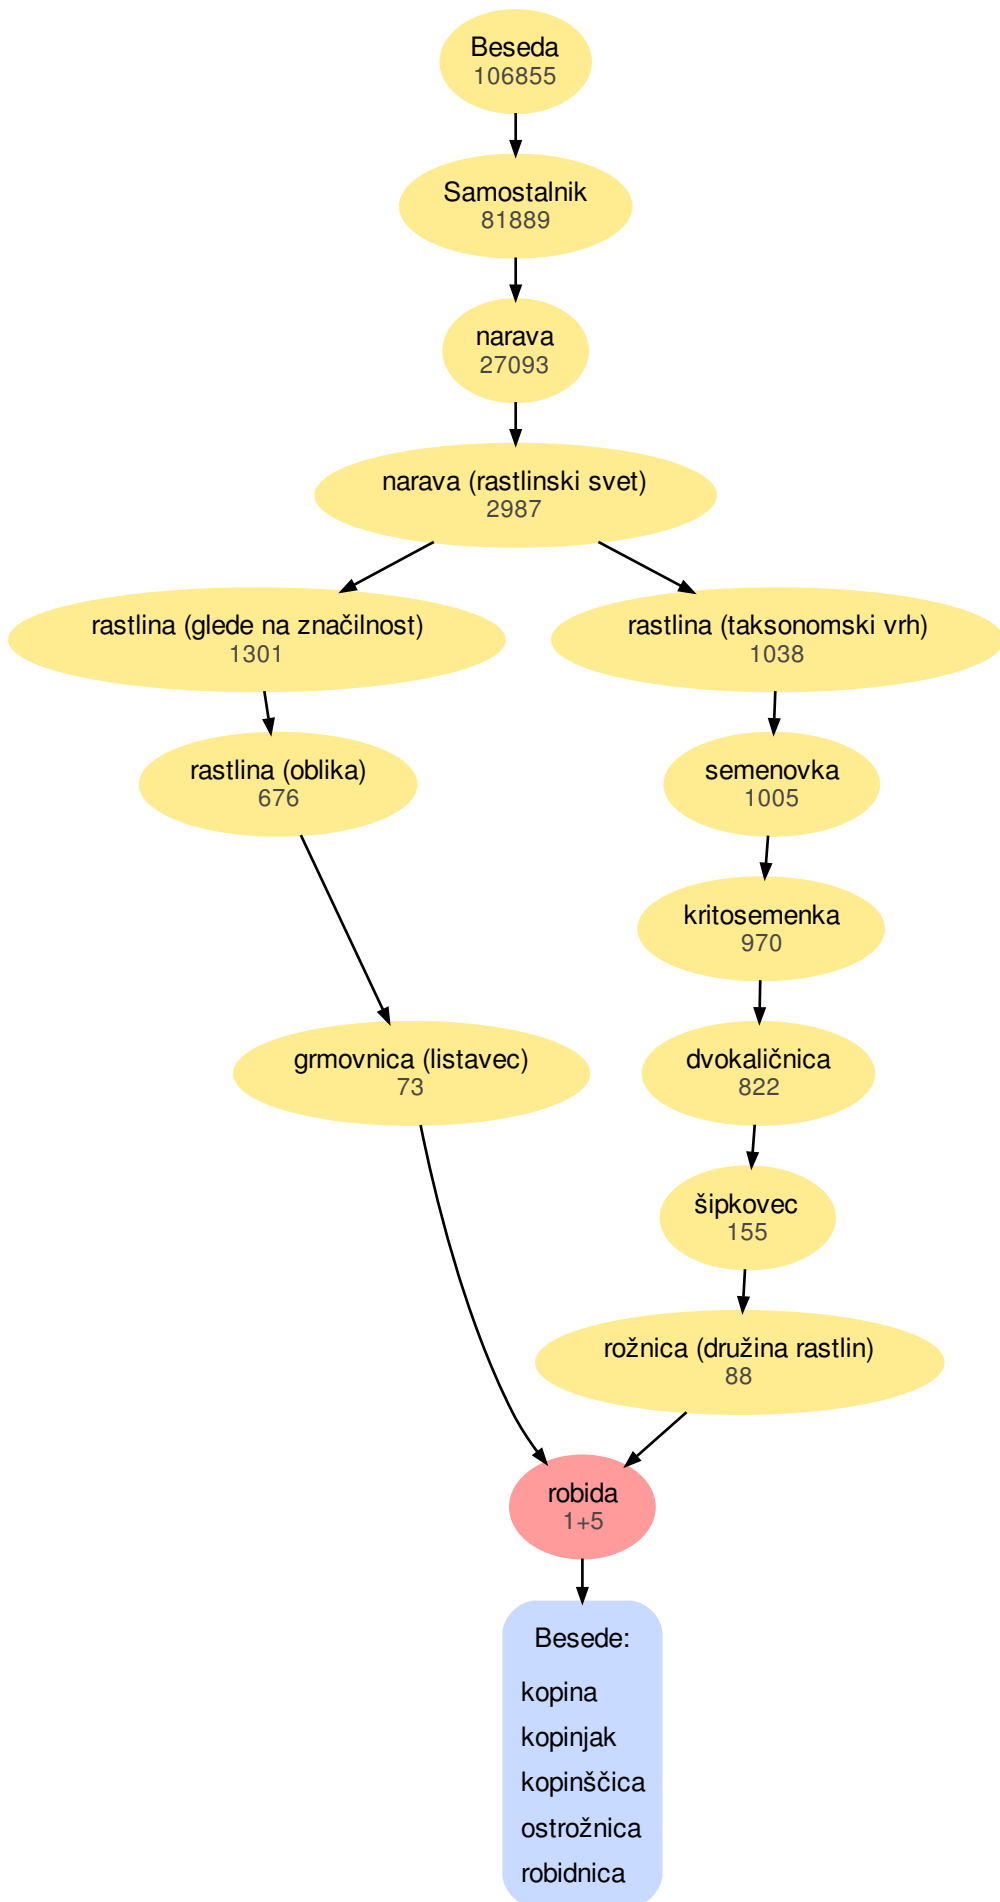 Beseda
106855
Samostalnik
81889
narava
27093
narava (rastlinski svet)
2987
rastlina (glede na značilnost)
1301
rastlina (taksonomski vrh)
1038
rastlina (oblika)
676
semenovka
1005
kritosemenka
970
grmovnica (listavec)
73
dvokaličnica
822
šipkovec
155
rožnica (družina rastlin)
88
robida
1+5
Besede:
kopina
kopinjak
kopinščica
ostrožnica
robidnica